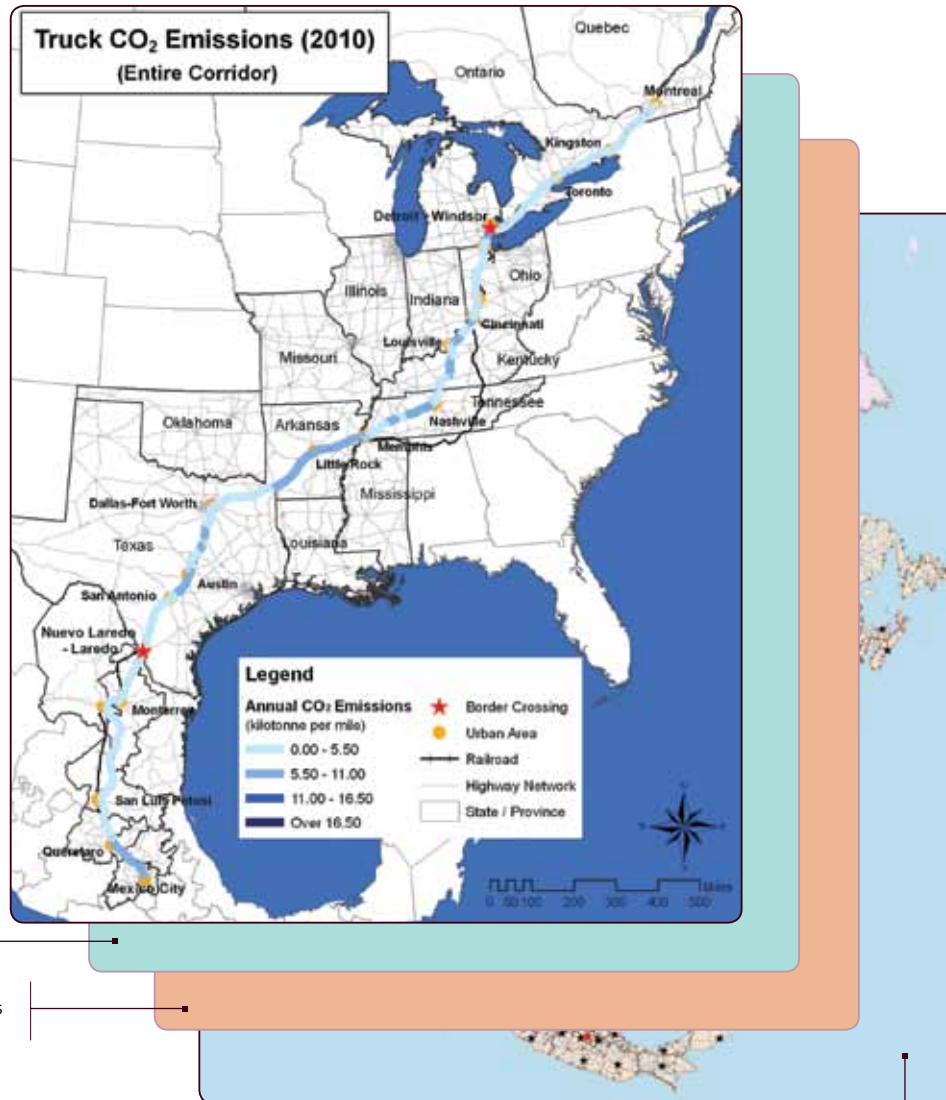 Truck CO₂ Emissions (2010)
(Entire Corridor)
Quebec
Ontario
Montreal
Kingston
Toronto
Detroit - Windsor
Ohio
Illinois
Indiana
Cincinnati
Louisville
Missouri
Kentucky
Tennessee
Oklahoma
Arkansas
Nashville
Memphis
Little Rock
Mississippi
Dallas-Fort Worth
Texas
Louisiana
Austin
San Antonio
Nuevo Laredo
- Laredo
Monterrey
San Luis Potosi
Querétaro
Mexico City
Legend
Annual CO₂ Emissions
(kilotonne per mile)
0.00 - 5.50
5.50 - 11.00
11.00 - 16.50
Over 16.50
Border Crossing
Urban Area
Railroad
Highway Network
State / Province
Miles
0 50 100 200 300 400 500
s